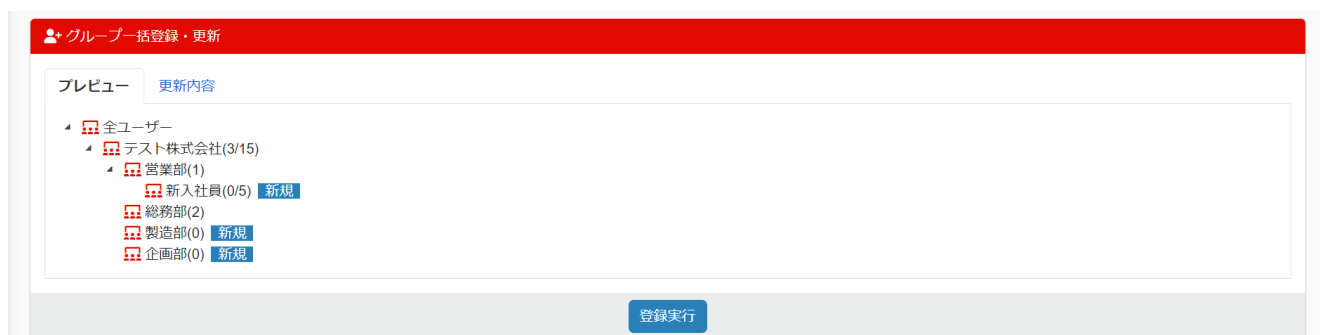 グループ一括登録・更新
プレビュー 更新内容
全ユーザー
テスト株式会社(3/15)
営業部(1)
新入社員(0/5) 新規
総務部(2)
製造部(0) 新規
企画部(0) 新規
登録実行